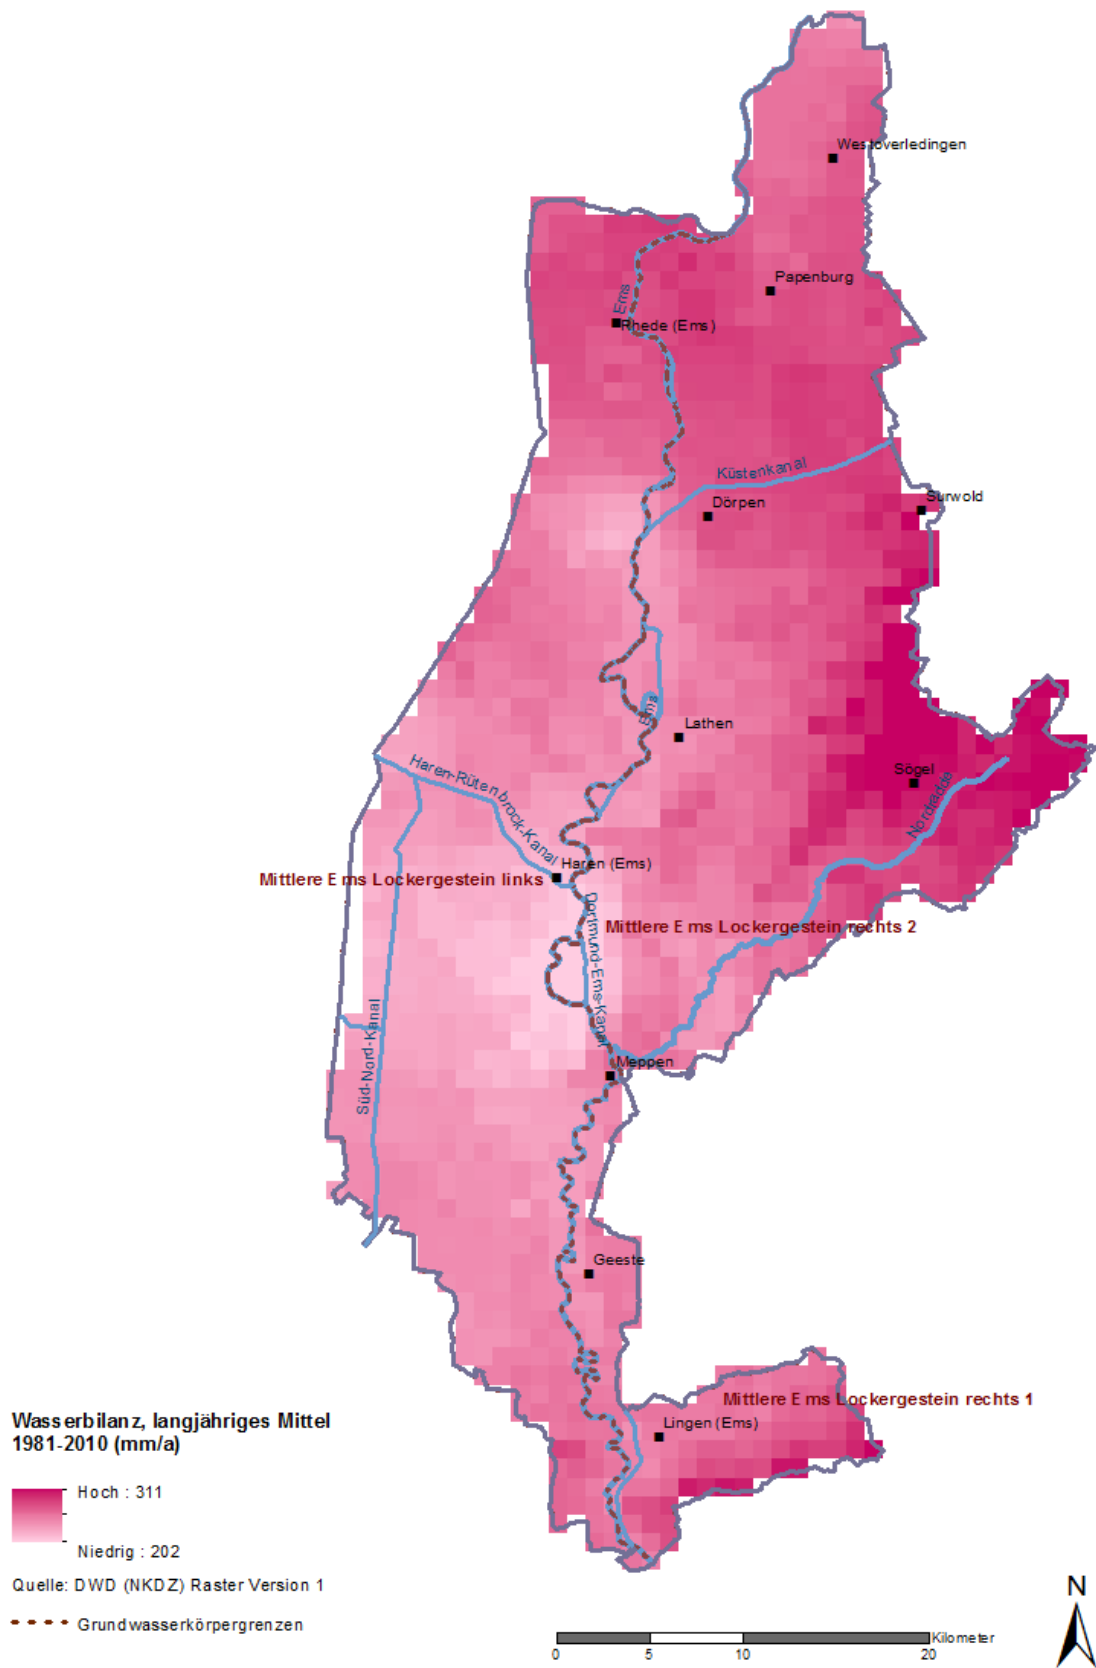 Westoverledingen
Papenburg
Ems
Rhede (Ems)
Küstenkanal
Surwold
Dörpen
Ems
Lathen
Haren-Rütenbrock-Kanal
Sögel
Nordradde
Haren (Ems)
Mittlere Ems Lockergestein links
Dortmund-Ems-Kanal
Mittlere Ems Lockergestein rechts 2
Süd-Nord-Kanal
Meppen
Geeste
Mittlere Ems Lockergestein rechts 1
Lingen (Ems)
Wasserbilanz, langjähriges Mittel
1981-2010 (mm/a)
Hoch : 311
Niedrig : 202
Quelle: DWD (NKDZ) Raster Version 1
Grundwasserkörpergrenzen
N
Kilometer
0 5 10 20